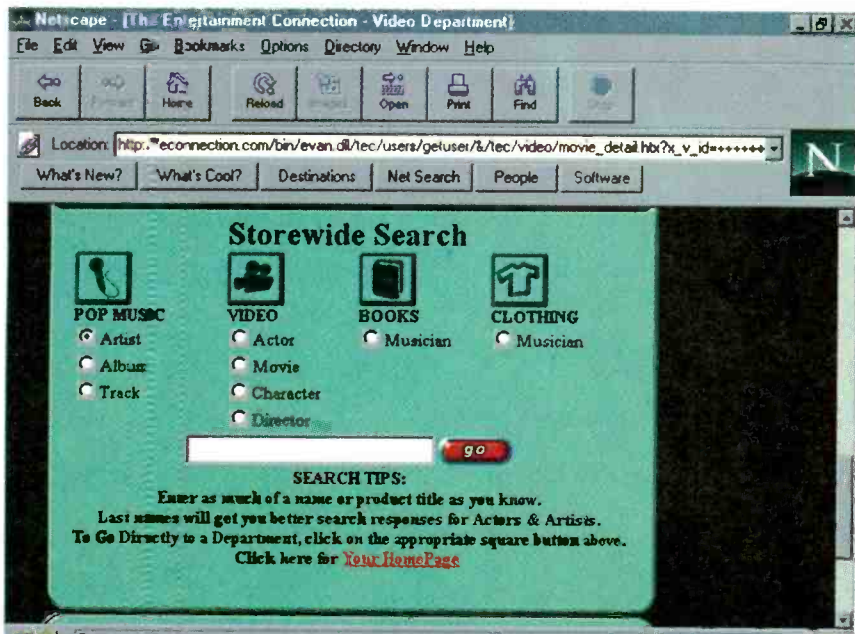 Netscape - [The Entertainment Connection - Video Department]
File Edit View Go Bookmarks Options Directory Window Help
Back Forward Home Reload Images Open Print Find Stop
Location: http:.""econnection.com/bin/evan.dll/tec/users/getuser/&/tec/video/movie_detail.htx?x_v_id=++++++
N
What's New? What's Cool? Destinations Net Search People Software
Storewide Search
POP MUSIC VIDEO BOOKS CLOTHING
Artist Actor Musician Musician
Album Movie
Track Character
Director
go
SEARCH TIPS:
Enter as much of a name or product title as you know.
Last names will get you better search responses for Actors & Artists.
To Go Directly to a Department, click on the appropriate square button above.
Click here for Your HomePage